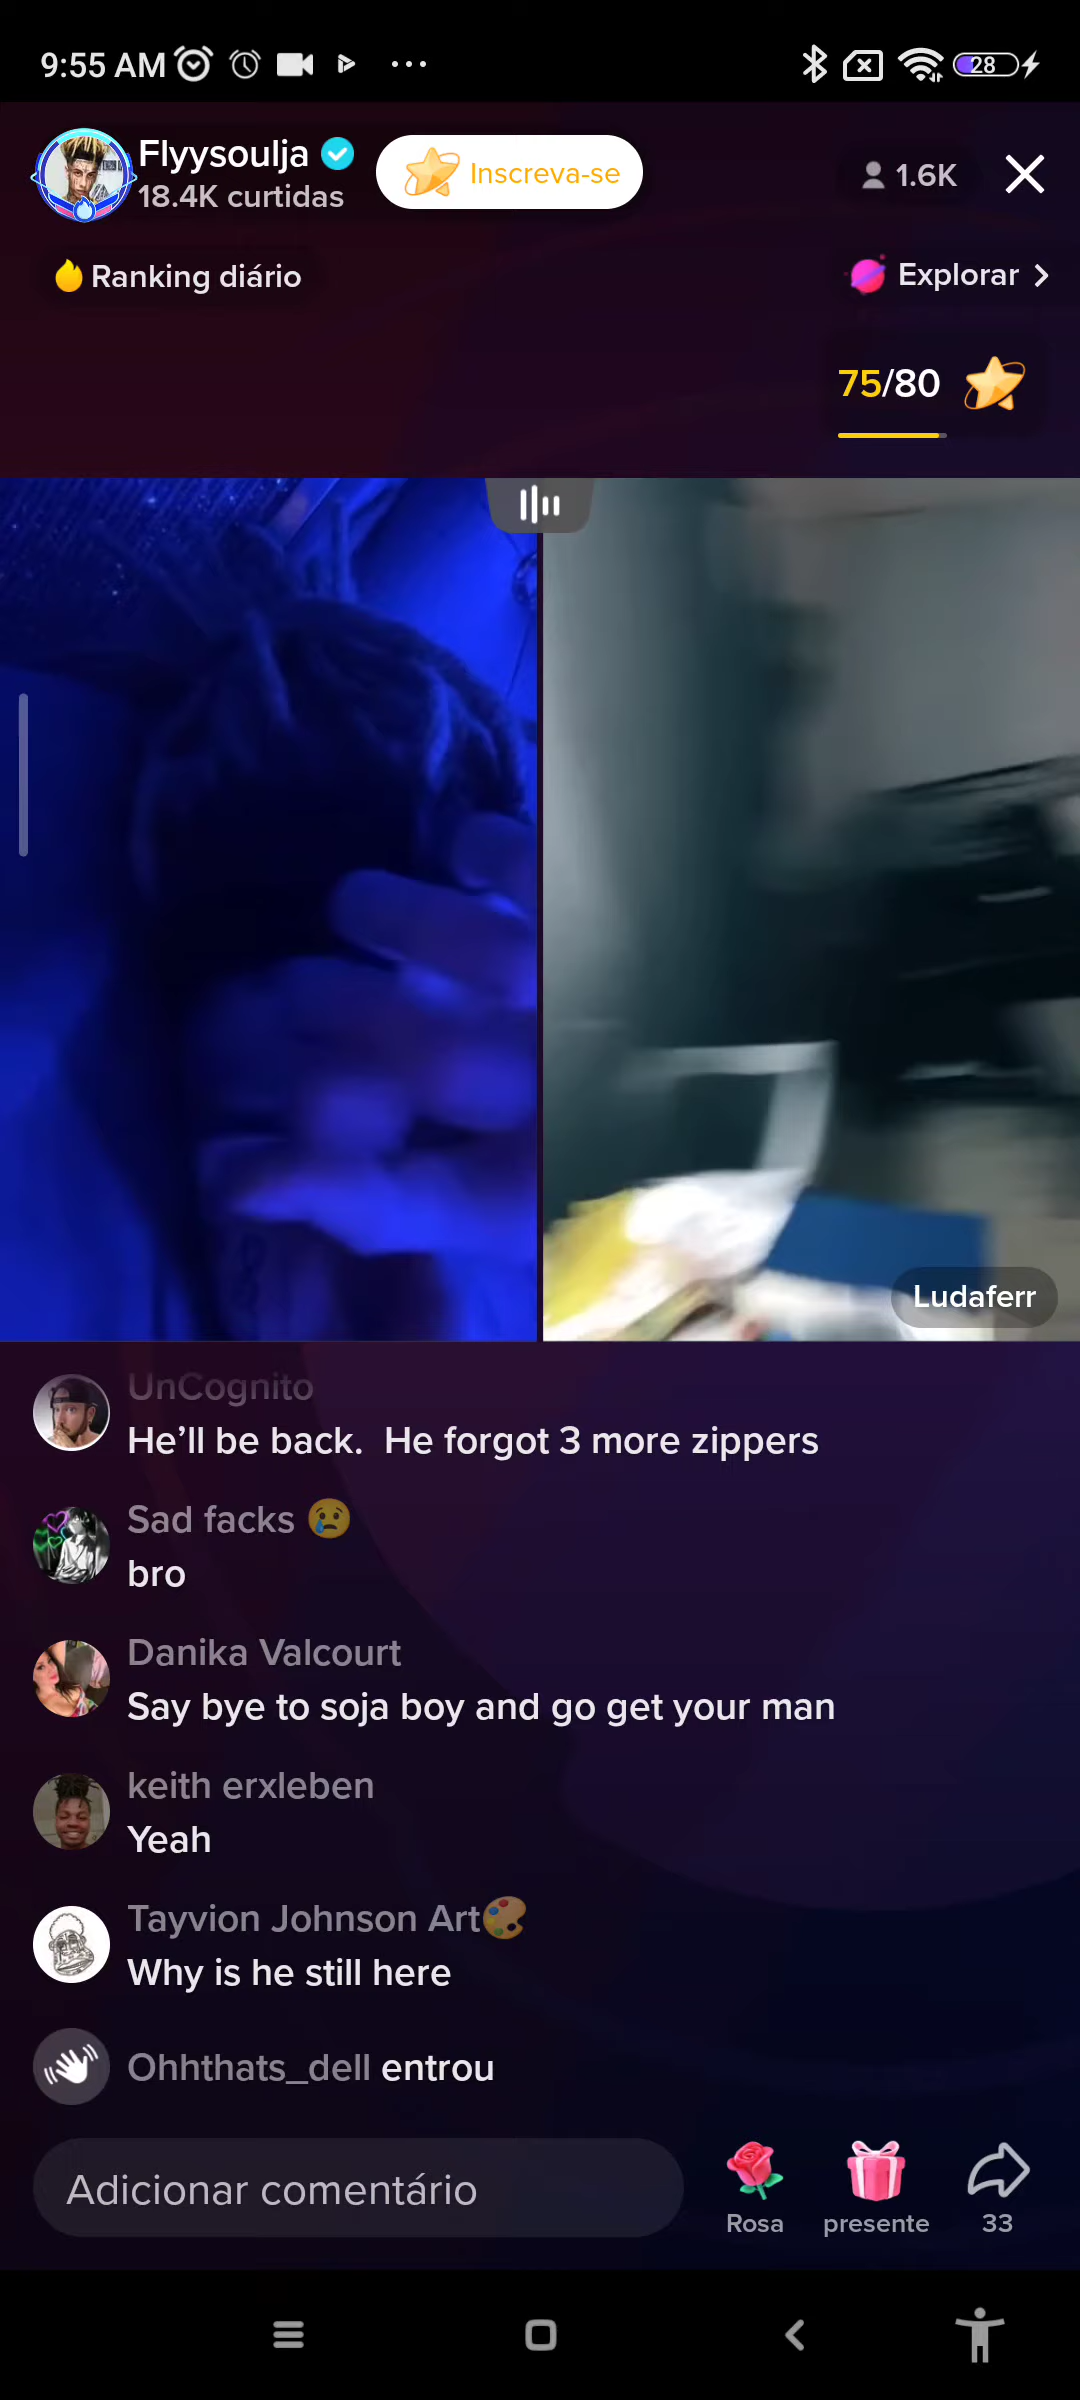 9:55 AM
28
Flyysoulja
18.4K curtidas
Inscreva-se
1.6K
Ranking diário
Explorar
75/80
Ludaferr
UnCognito
He’ll be back.  He forgot 3 more zippers
Sad facks 😢
bro
Danika Valcourt
Say bye to soja boy and go get your man
keith erxleben
Yeah
Tayvion Johnson Art🎨
Why is he still here
Ohhthats_dell entrou
Adicionar comentário
Rosa
presente
33